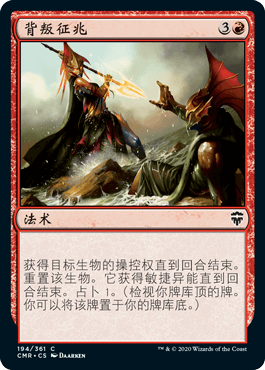 背叛征兆 3
法术
获得目标生物的操控权直到回合结束。
重置该生物。它获得敏捷异能直到回
合结束。占卜 1。（检视你牌库顶的牌。
你可以将该牌置于你的牌库底。）
194/361 C
CMR • CS DAARKEN
™ & © 2020 Wizards of the Coast